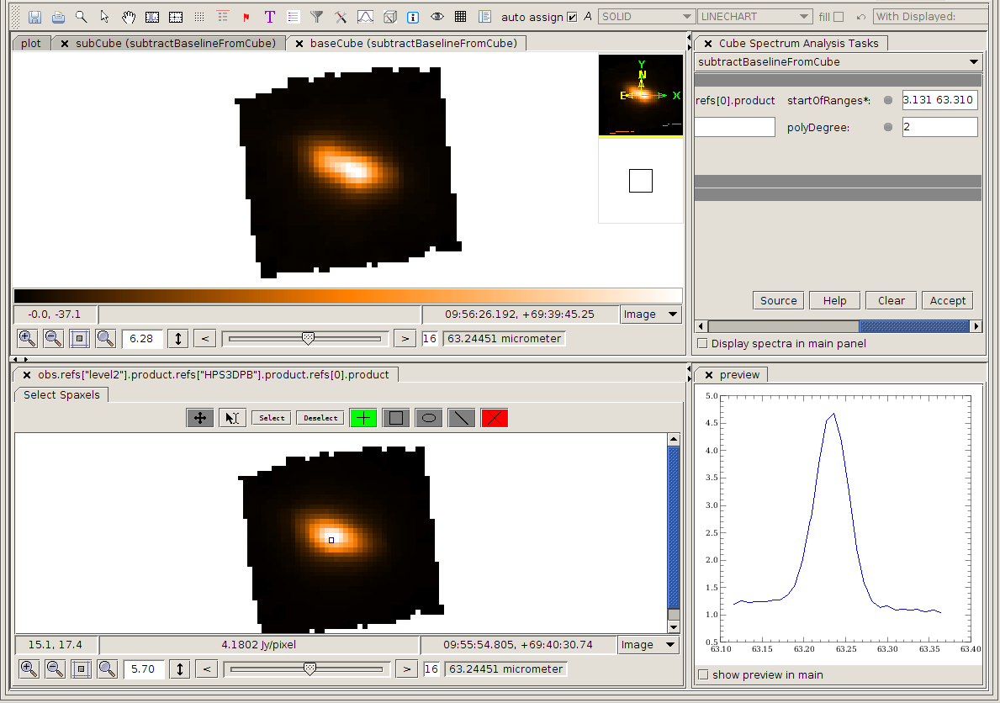 T auto assign A SOLID LINECHART fill With Displayed:
plot subCube (subtractBaselineFromCube) baseCube (subtractBaselineFromCube)
Y
N
E X
-0.0, -37.1 09:56:26.192, +69:39:45.25 Image
6.28 < > 16 63.24451 micrometer
Cube Spectrum Analysis Tasks
subtractBaselineFromCube
refs[0].product startOfRanges*: 3.131 63.310
polyDegree: 2
Source Help Clear Accept
Display spectra in main panel
obs.refs["level2"].product.refs["HPS3DPB"].product.refs[0].product
Select Spaxels
Select Deselect
15.1, 17.4 4.1802 Jy/pixel 09:55:54.805, +69:40:30.74 Image
5.70 < > 16 63.24451 micrometer
preview
5.0
4.5
4.0
3.5
3.0
2.5
2.0
1.5
1.0
0.5
63.10 63.15 63.20 63.25 63.30 63.35 63.40
show preview in main